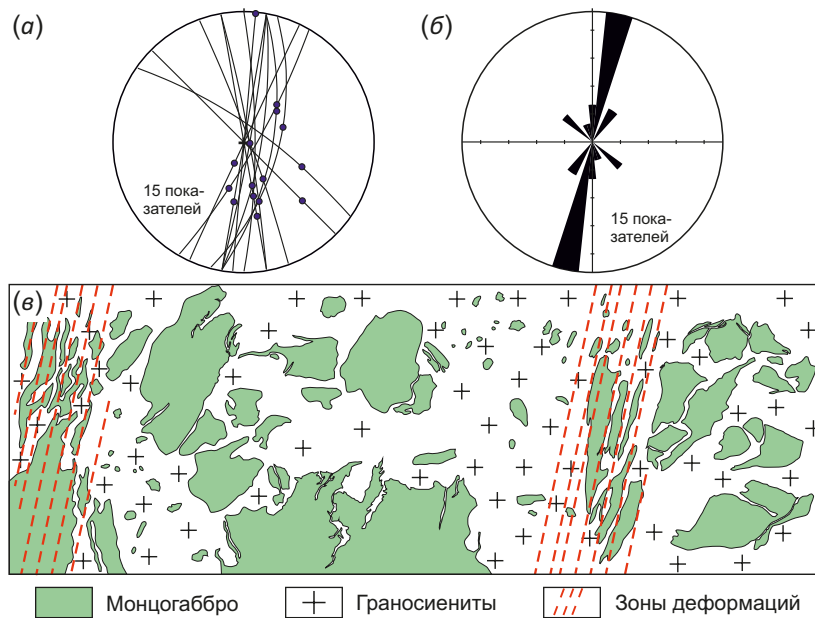 (а)
(б)
15 пока-
зателей
15 пока-
зателей
(в)
Монцогаббро
Граносиениты
Зоны деформаций